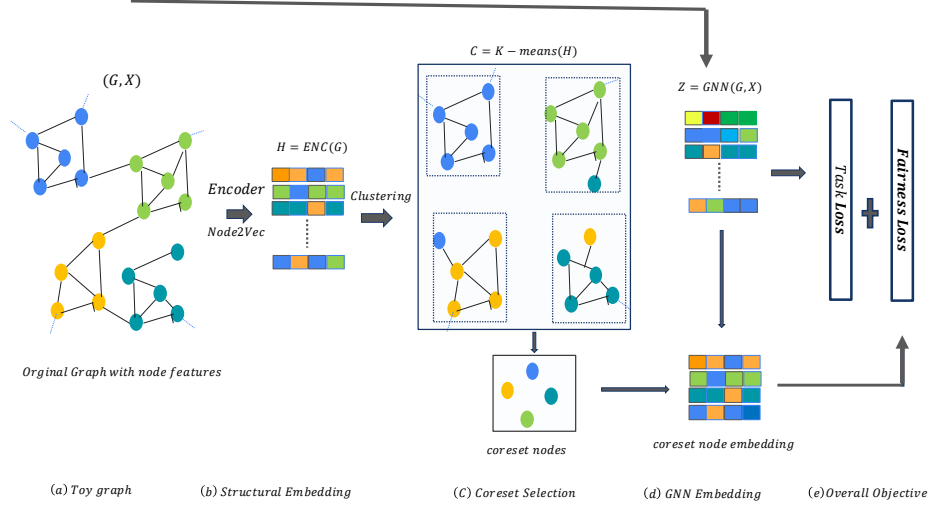 C = K − means(H)
(G, X)
Z = GNN(G, X)
H = ENC(G)
Encoder
Node2Vec
Clustering
Task Loss
Fairness Loss
Orginal Graph with node features
coreset nodes
coreset node embedding
(a) Toy graph
(b) Structural Embedding
(C) Coreset Selection
(d) GNN Embedding
(e)Overall Objective